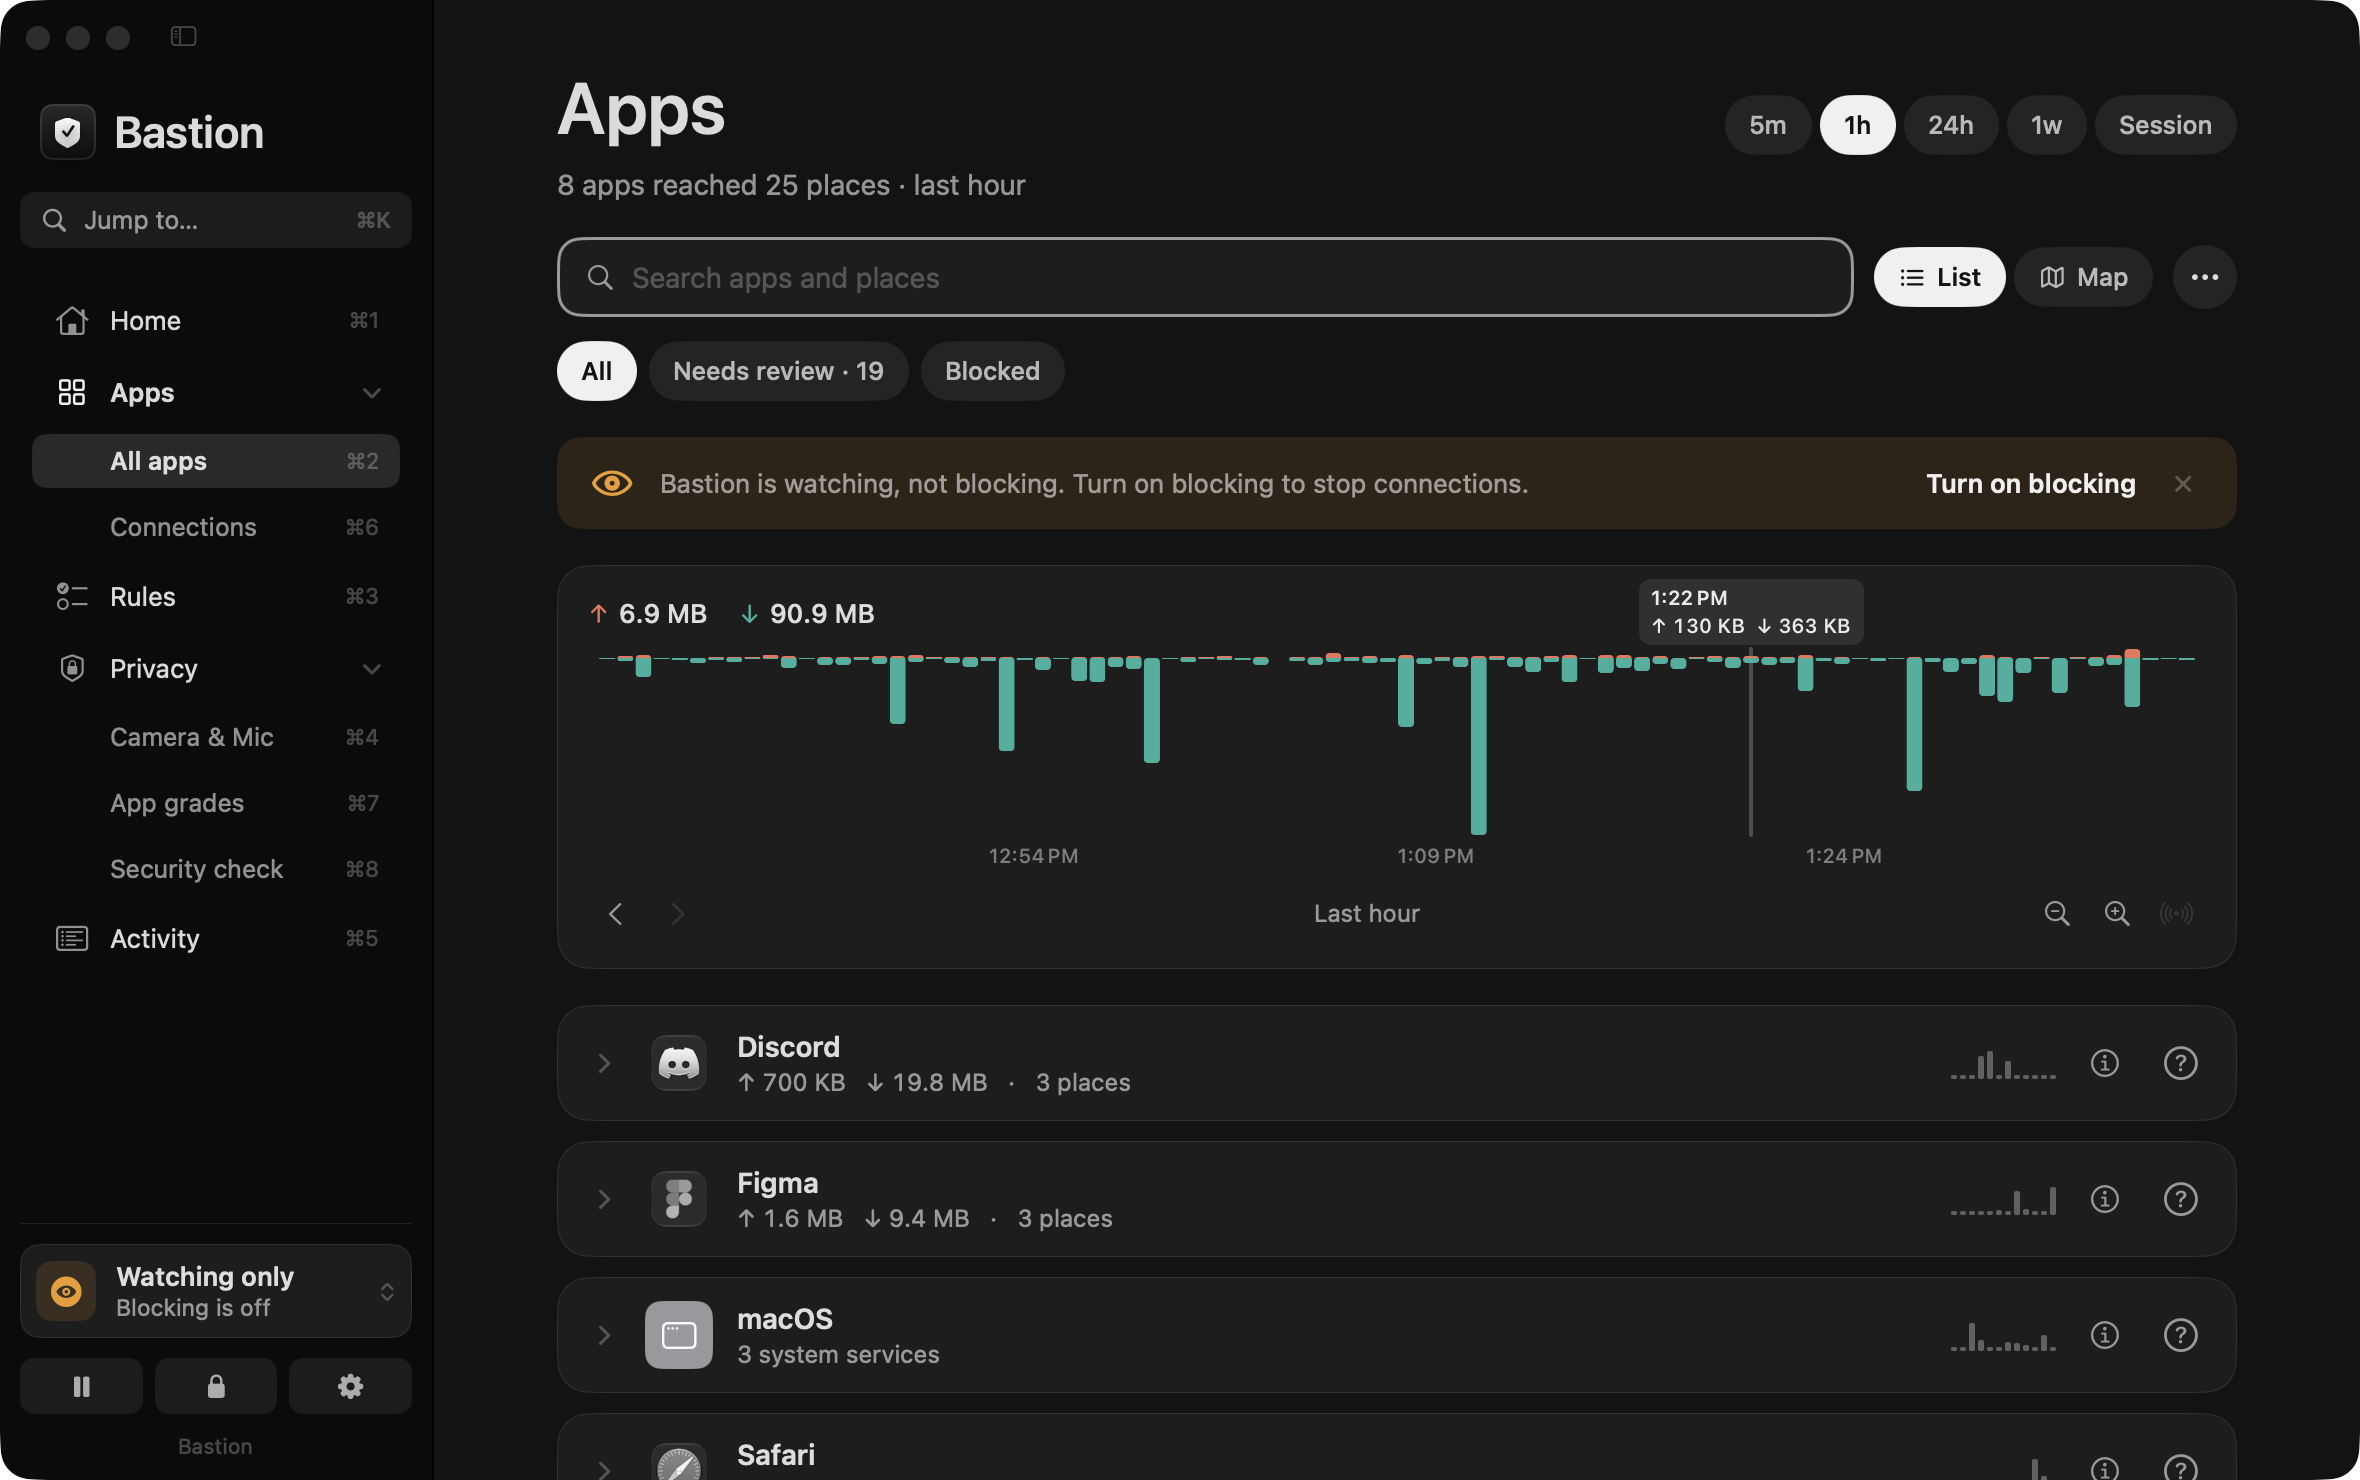 Bastion
Jump to... ⌘K
Home ⌘1
Apps
All apps ⌘2
Connections ⌘6
Rules ⌘3
Privacy
Camera & Mic ⌘4
App grades ⌘7
Security check ⌘8
Activity ⌘5
Watching only
Blocking is off
Bastion
Apps
8 apps reached 25 places · last hour
5m 1h 24h 1w Session
Search apps and places
List Map
All Needs review · 19 Blocked
Bastion is watching, not blocking. Turn on blocking to stop connections. Turn on blocking
↑ 6.9 MB ↓ 90.9 MB
1:22 PM
↑ 130 KB ↓ 363 KB
12:54 PM 1:09 PM 1:24 PM
Last hour
Discord
↑ 700 KB ↓ 19.8 MB · 3 places
Figma
↑ 1.6 MB ↓ 9.4 MB · 3 places
macOS
3 system services
Safari